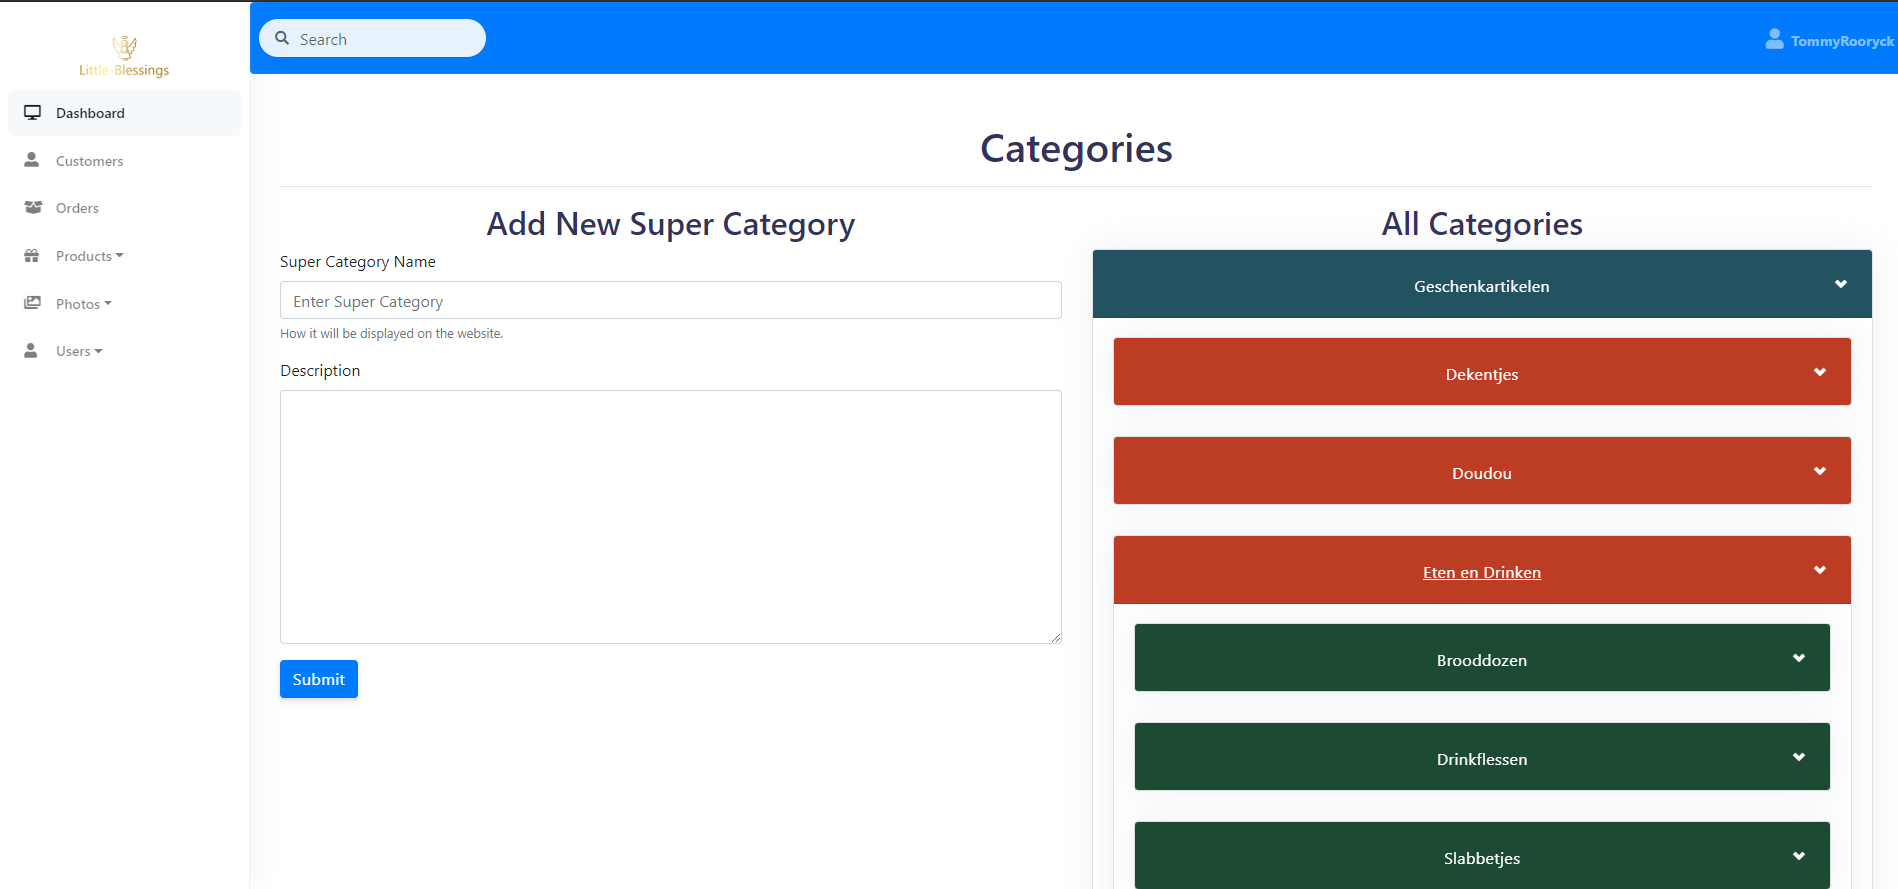 Little-Blessings
Dashboard
Customers
Orders
Products
Photos
Users
Search
TommyRooryck
Categories
Add New Super Category
Super Category Name
Enter Super Category
How it will be displayed on the website.
Description
Submit
All Categories
Geschenkartikelen
Dekentjes
Doudou
Eten en Drinken
Brooddozen
Drinkflessen
Slabbetjes